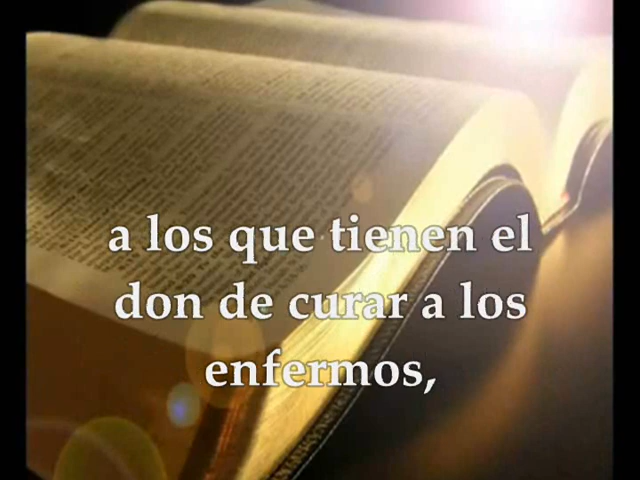 a los que tienen el
don de curar a los
enfermos,